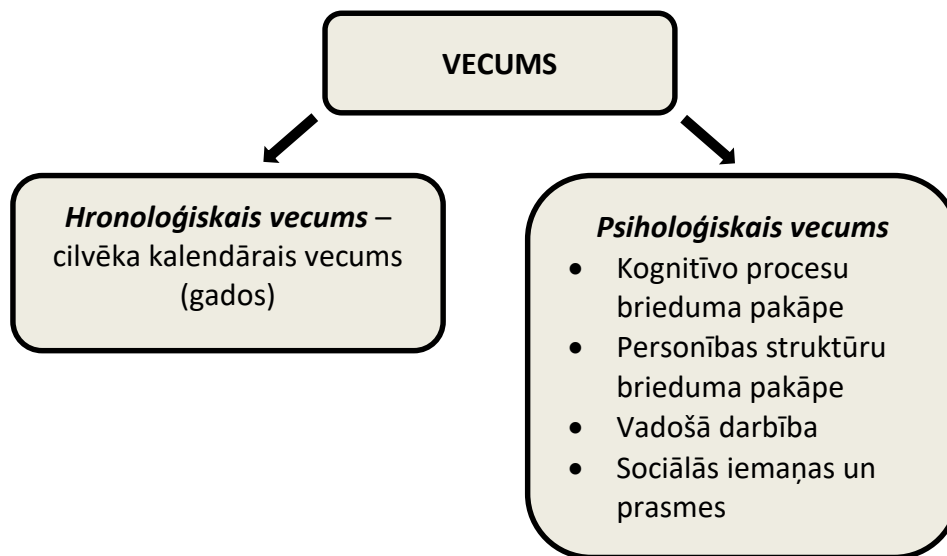 VECUMS
Hronoloģiskais vecums –
cilvēka kalendārais vecums
(gados)
Psiholoģiskais vecums
• Kognitīvo procesu
brieduma pakāpe
• Personības struktūru
brieduma pakāpe
• Vadošā darbība
• Sociālās iemaņas un
prasmes